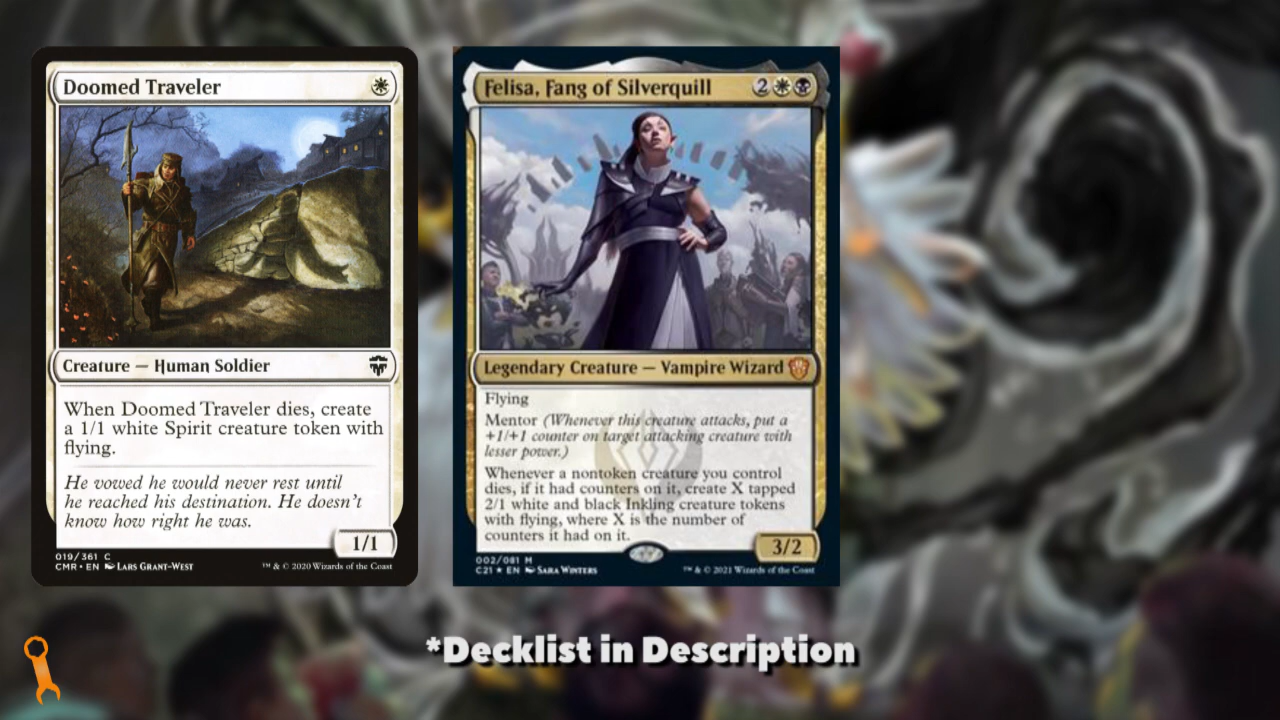 Doomed Traveler
Creature — Human Soldier
When Doomed Traveler dies, create
a 1/1 white Spirit creature token with
flying.
He vowed he would never rest until
he reached his destination. He doesn't
know how right he was.
1/1
019/361 C
CMR • EN Lars Grant-West
™ & © 2020 Wizards of the Coast
Felisa, Fang of Silverquill 2
Legendary Creature — Vampire Wizard
Flying
Mentor (Whenever this creature attacks, put a
+1/+1 counter on target attacking creature with
lesser power.)
Whenever a nontoken creature you control
dies, if it had counters on it, create X tapped
2/1 white and black Inkling creature tokens
with flying, where X is the number of
counters it had on it.
3/2
002/081 M
C21 ★ EN Sara Winters
™ & © 2021 Wizards of the Coast
*Decklist in Description